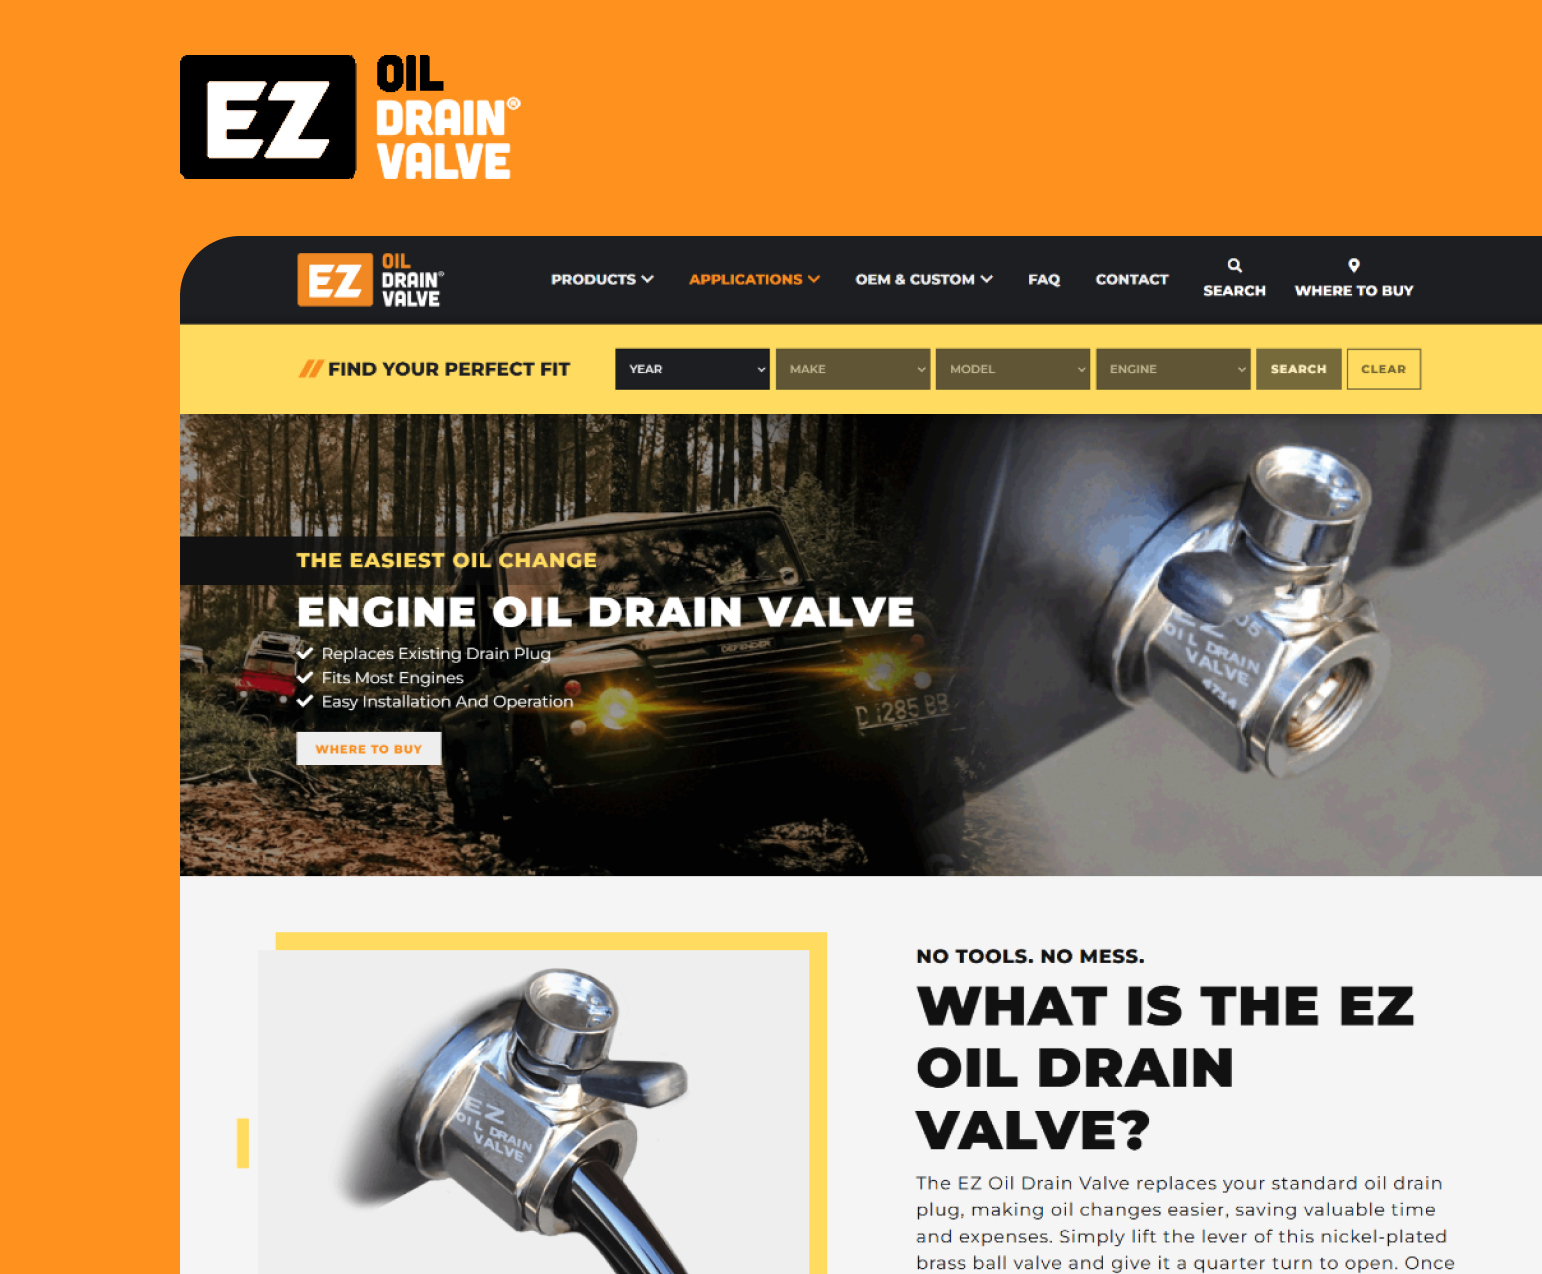 EZ
OIL
DRAIN®
VALVE
EZ
OIL
DRAIN®
VALVE
PRODUCTS
APPLICATIONS
OEM & CUSTOM
FAQ
CONTACT
SEARCH
WHERE TO BUY
FIND YOUR PERFECT FIT
YEAR
MAKE
MODEL
ENGINE
SEARCH
CLEAR
THE EASIEST OIL CHANGE
ENGINE OIL DRAIN VALVE
Replaces Existing Drain Plug
Fits Most Engines
Easy Installation And Operation
WHERE TO BUY
DEFENDER
D 1285 BB
EZ
OIL DRAIN
VALVE
NO TOOLS. NO MESS.
WHAT IS THE EZ
OIL DRAIN
VALVE?
The EZ Oil Drain Valve replaces your standard oil drain
plug, making oil changes easier, saving valuable time
and expenses. Simply lift the lever of this nickel-plated
brass ball valve and give it a quarter turn to open. Once
EZ
OIL DRAIN
VALVE